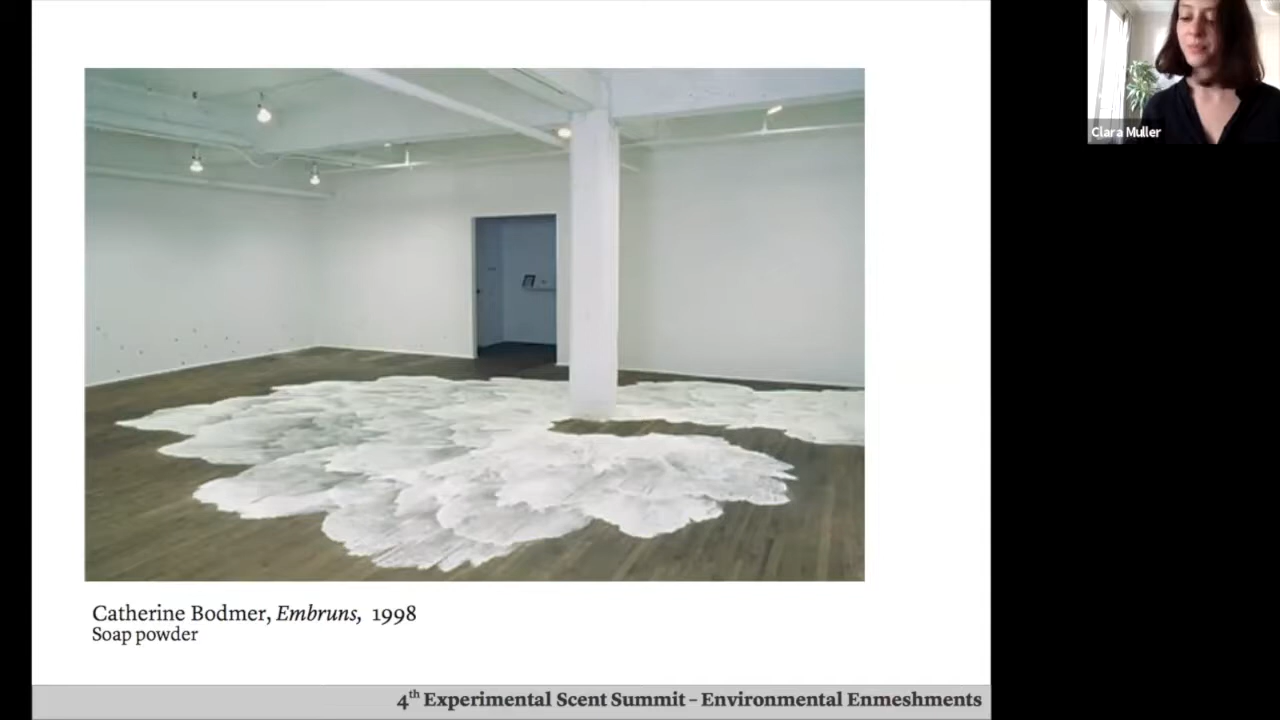 Clara Muller
Catherine Bodmer, Embruns, 1998
Soap powder
4th Experimental Scent Summit – Environmental Enmeshments